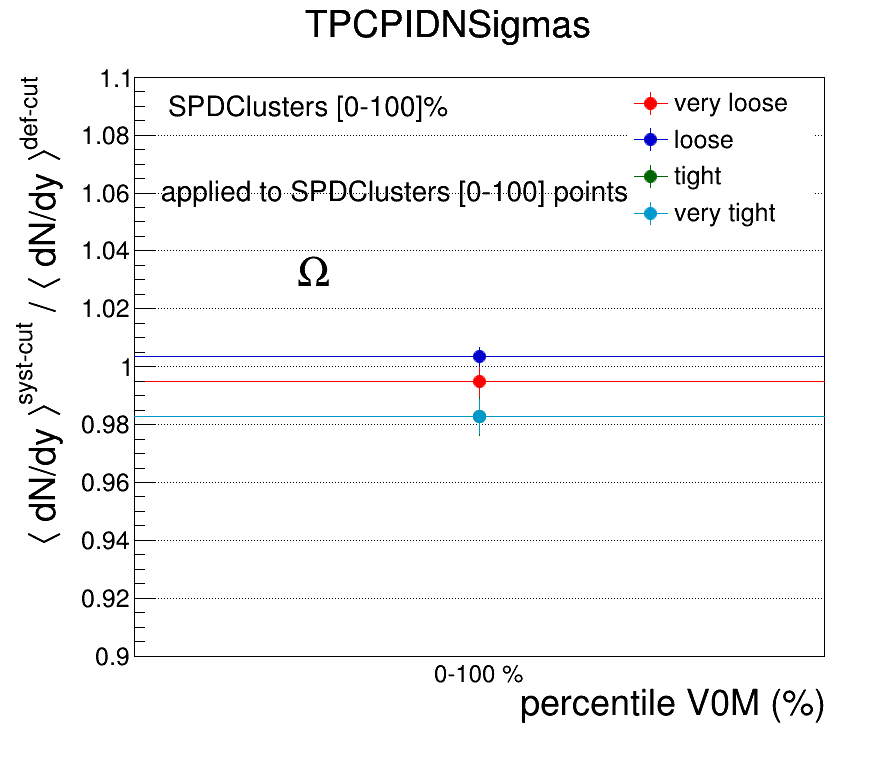 TPCPIDNSigmas
⟨ dN/dy ⟩^syst-cut / ⟨ dN/dy ⟩^def-cut
1.1
1.08
1.06
1.04
1.02
1
0.98
0.96
0.94
0.92
0.9
SPDClusters [0-100]%
applied to SPDClusters [0-100] points
Ω
very loose
loose
tight
very tight
0-100 %
percentile V0M (%)